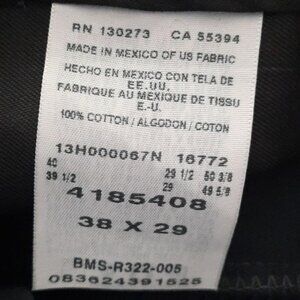 RN 130273 CA 55394
MADE IN MEXICO OF US FABRIC
HECHO EN MEXICO CON TELA DE
EE.UU.
FABRIQUE AU MEXIQUE DE TISSU
E.-U.
100% COTTON / ALGODON / COTON
13H000067N 16772
40 29 1/2 50 3/8
39 1/2 29 49 5/8
4185408
38 X 29
BMS-R322-005
083624391525